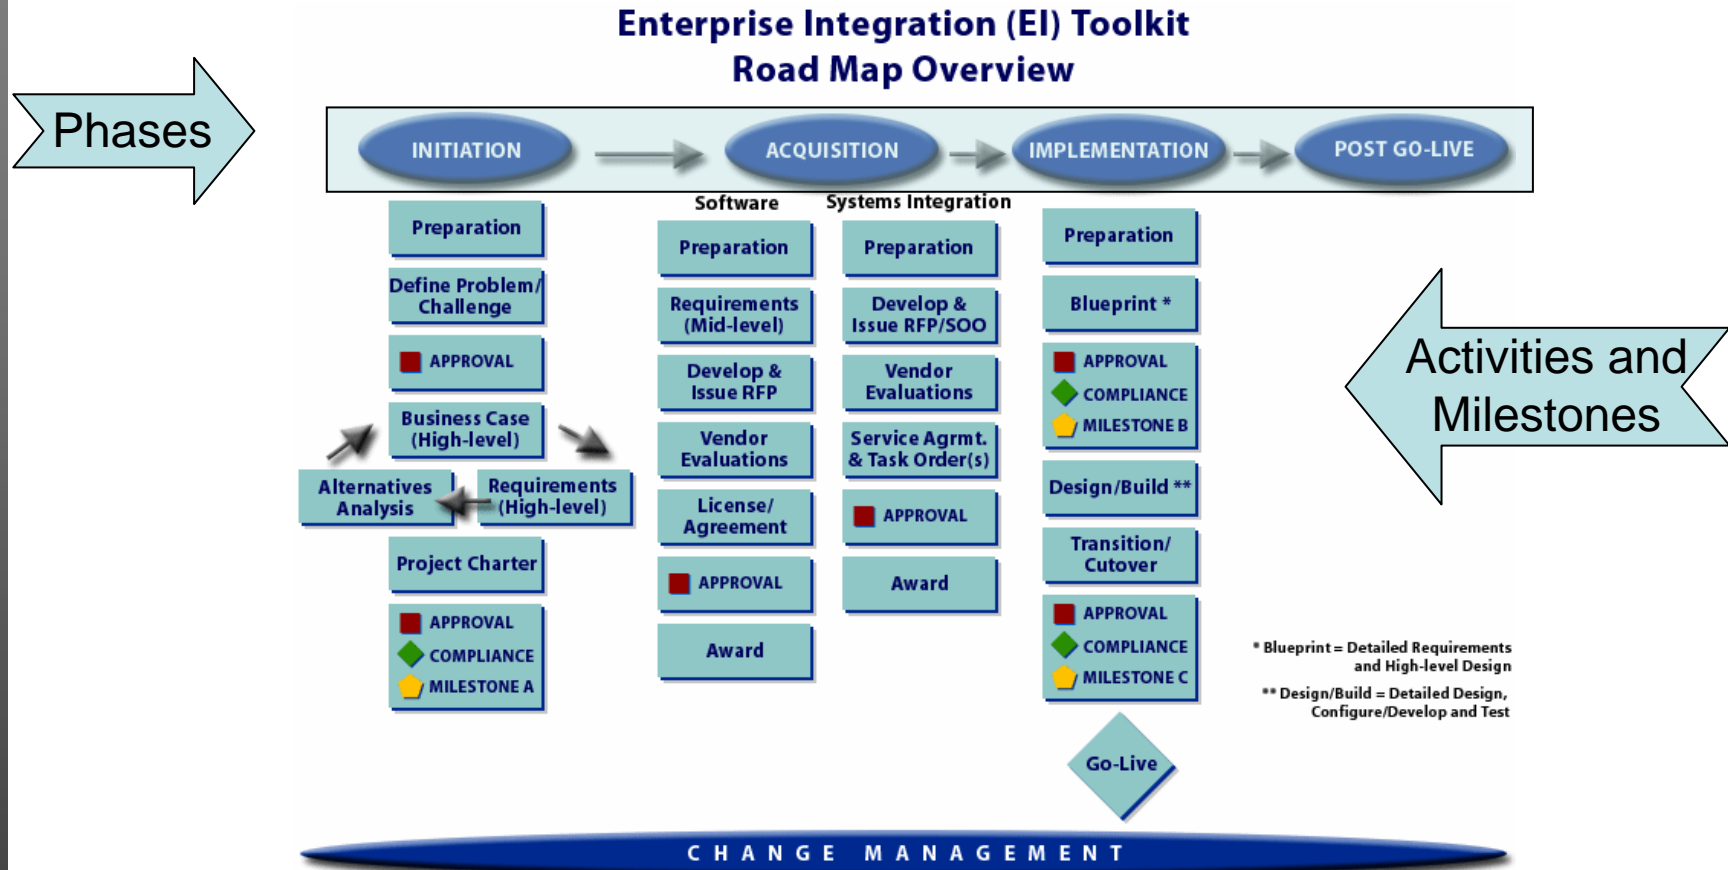 Enterprise Integration (EI) Toolkit
Road Map Overview
Phases
INITIATION
ACQUISITION
IMPLEMENTATION
POST GO-LIVE
Preparation
Define Problem/
Challenge
APPROVAL
Business Case
(High-level)
Alternatives
Analysis
Requirements
(High-level)
Project Charter
APPROVAL
COMPLIANCE
MILESTONE A
Software
Preparation
Requirements
(Mid-level)
Develop &
Issue RFP
Vendor
Evaluations
License/
Agreement
APPROVAL
Award
Systems Integration
Preparation
Develop &
Issue RFP/SOO
Vendor
Evaluations
Service Agrmt.
& Task Order(s)
APPROVAL
Award
Preparation
Blueprint *
APPROVAL
COMPLIANCE
MILESTONE B
Design/Build **
Transition/
Cutover
APPROVAL
COMPLIANCE
MILESTONE C
Go-Live
Activities and
Milestones
* Blueprint = Detailed Requirements
and High-level Design
** Design/Build = Detailed Design,
Configure/Develop and Test
CHANGE MANAGEMENT